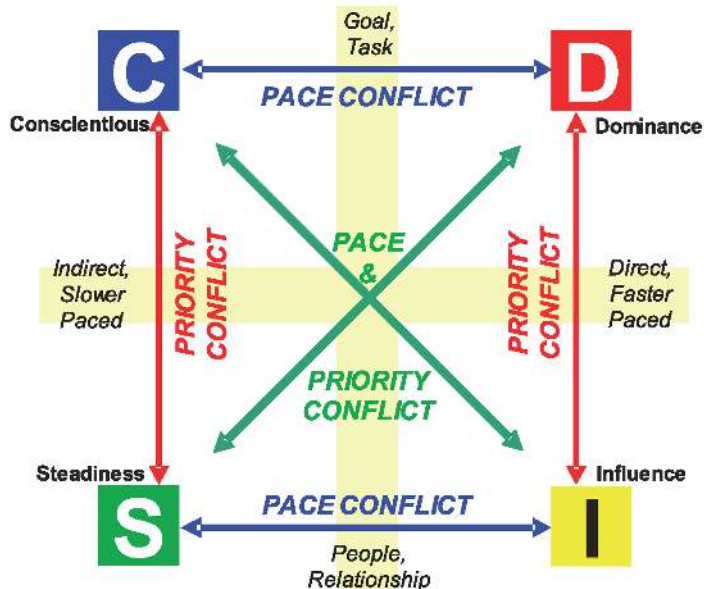 Goal,
Task
C
D
PACE CONFLICT
Conscientious
Dominance
PACE
&
PRIORITY
CONFLICT
Indirect,
Slower
Paced
PRIORITY
CONFLICT
Direct,
Faster
Paced
PRIORITY
CONFLICT
Steadiness
Influence
S
PACE CONFLICT
I
People,
Relationship